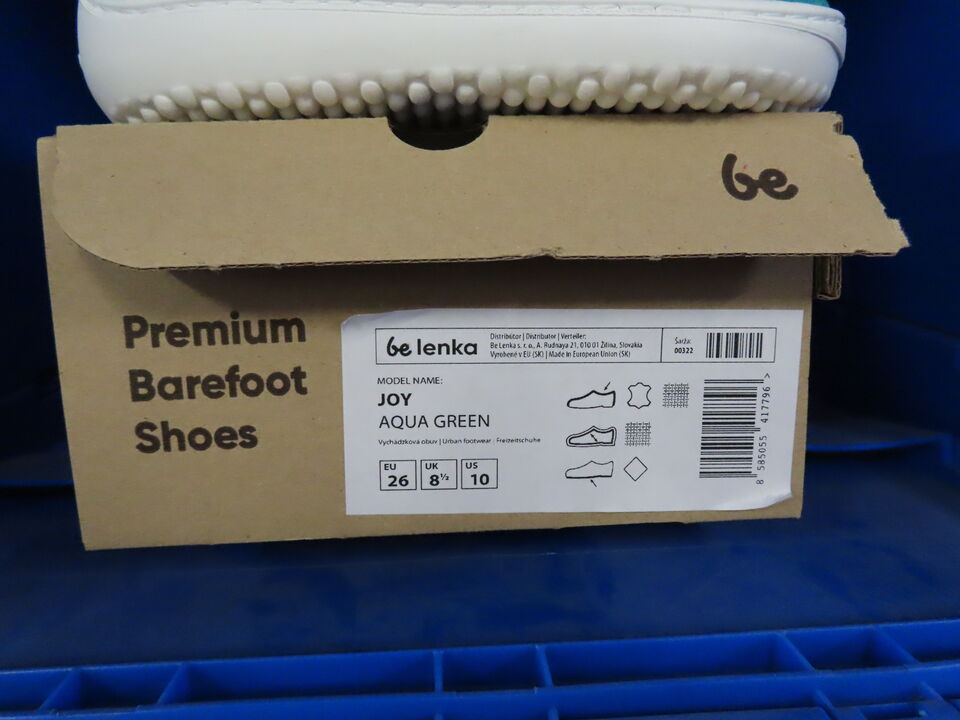 be
Premium
Barefoot
Shoes
be lenka
Distribútor | Distributor | Verteiler:
Be Lenka s. r. o., A. Rudnaya 21, 010 01 Žilina, Slovakia
Vyrobené v EU (SK) | Made in European Union (SK)
Šarža:
00322
MODEL NAME:
JOY
AQUA GREEN
Vychádzková obuv | Urban footwear | Freizeitschuhe
EU 26
UK 8½
US 10
8 585055 417796 >